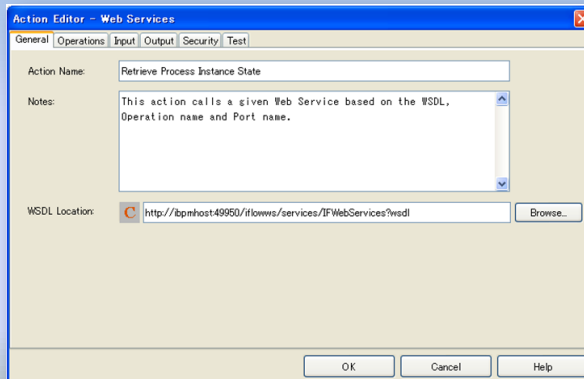 Action Editor - Web Services
General Operations Input Output Security Test
Action Name: Retrieve Process Instance State
Notes: This action calls a given Web Service based on the WSDL,
Operation name and Port name.
WSDL Location: C http://ibpmhost:49950/iflowws/services/IFWebServices?wsdl Browse...
OK Cancel Help